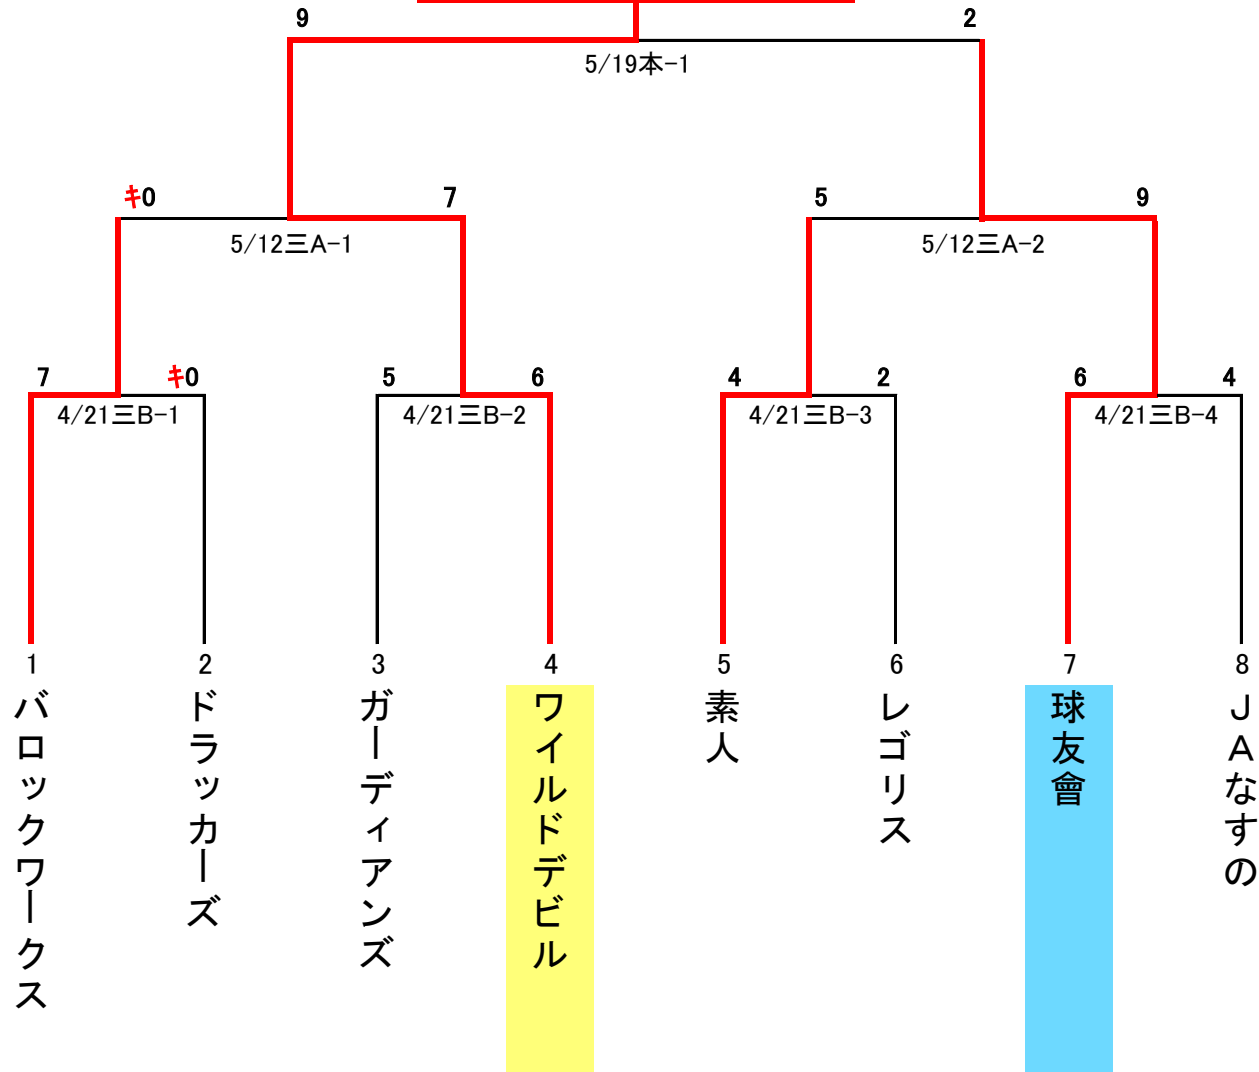 9 2
5/19本-1
ｷ0 7 5 9
5/12三A-1 5/12三A-2
7 ｷ0 5 6 4 2 6 4
4/21三B-1 4/21三B-2 4/21三B-3 4/21三B-4
1 2 3 4 5 6 7 8
バロックワークス
ドラッカーズ
ガーディアンズ
ワイルドデビル
素人
レゴリス
球友會
ＪＡなすの